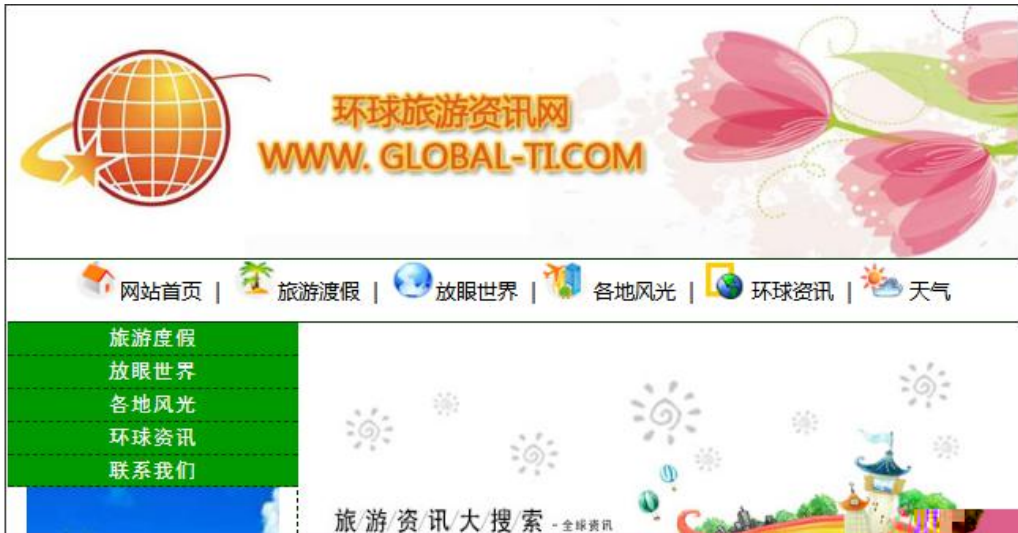 环球旅游资讯网
WWW. GLOBAL-TI.COM
网站首页 | 旅游渡假 | 放眼世界 | 各地风光 | 环球资讯 | 天气
旅游度假
放眼世界
各地风光
环球资讯
联系我们
旅/游/资/讯/大/搜/索 - 全球资讯